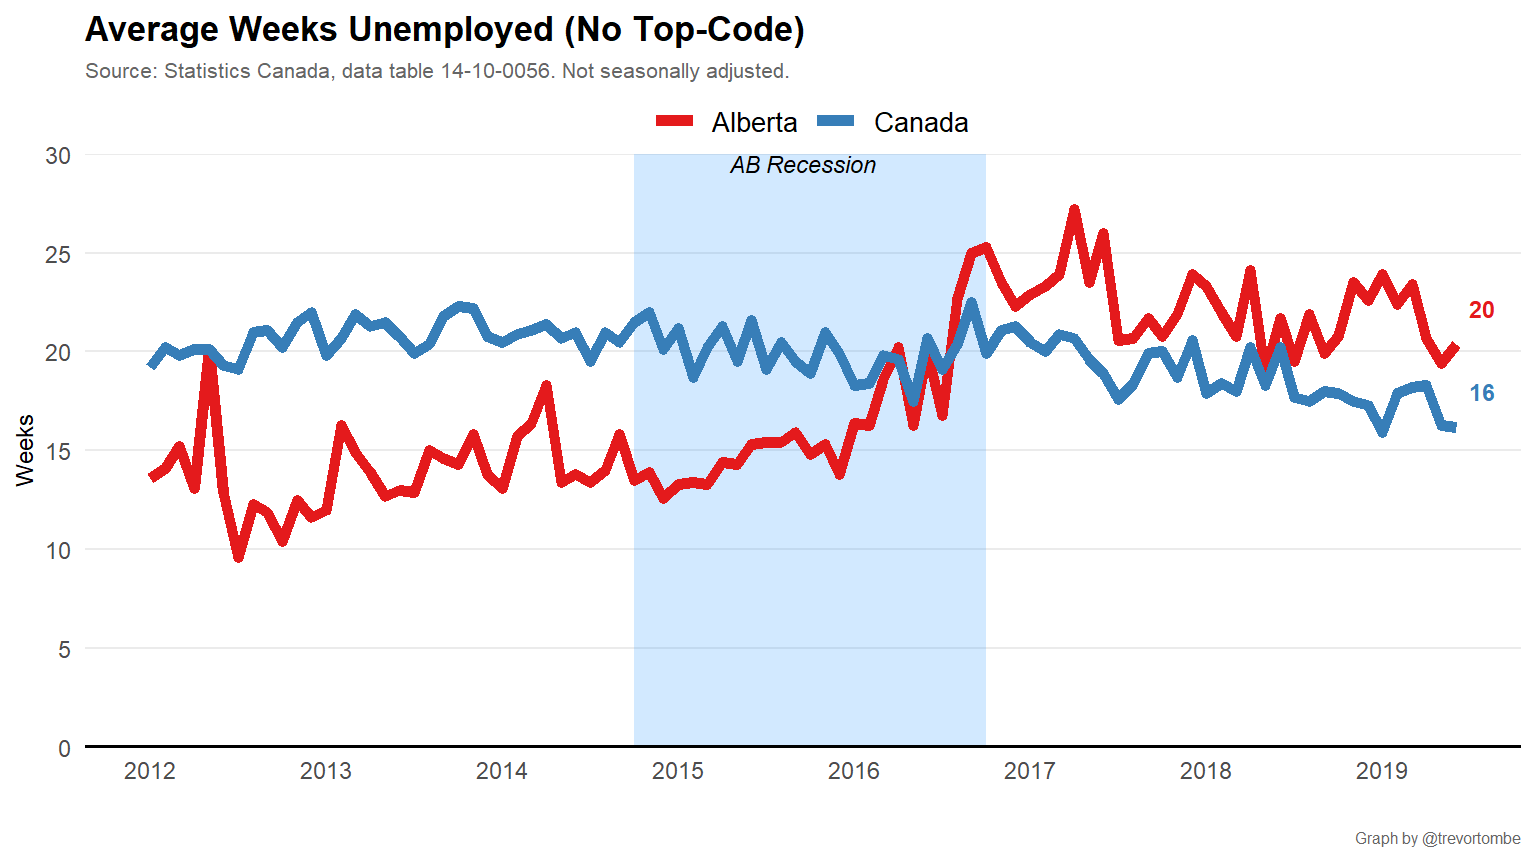 Average Weeks Unemployed (No Top-Code)
Source: Statistics Canada, data table 14-10-0056. Not seasonally adjusted.
Alberta Canada
AB Recession
30
25
20
15
10
5
0
Weeks
20
16
2012 2013 2014 2015 2016 2017 2018 2019
Graph by @trevortombe